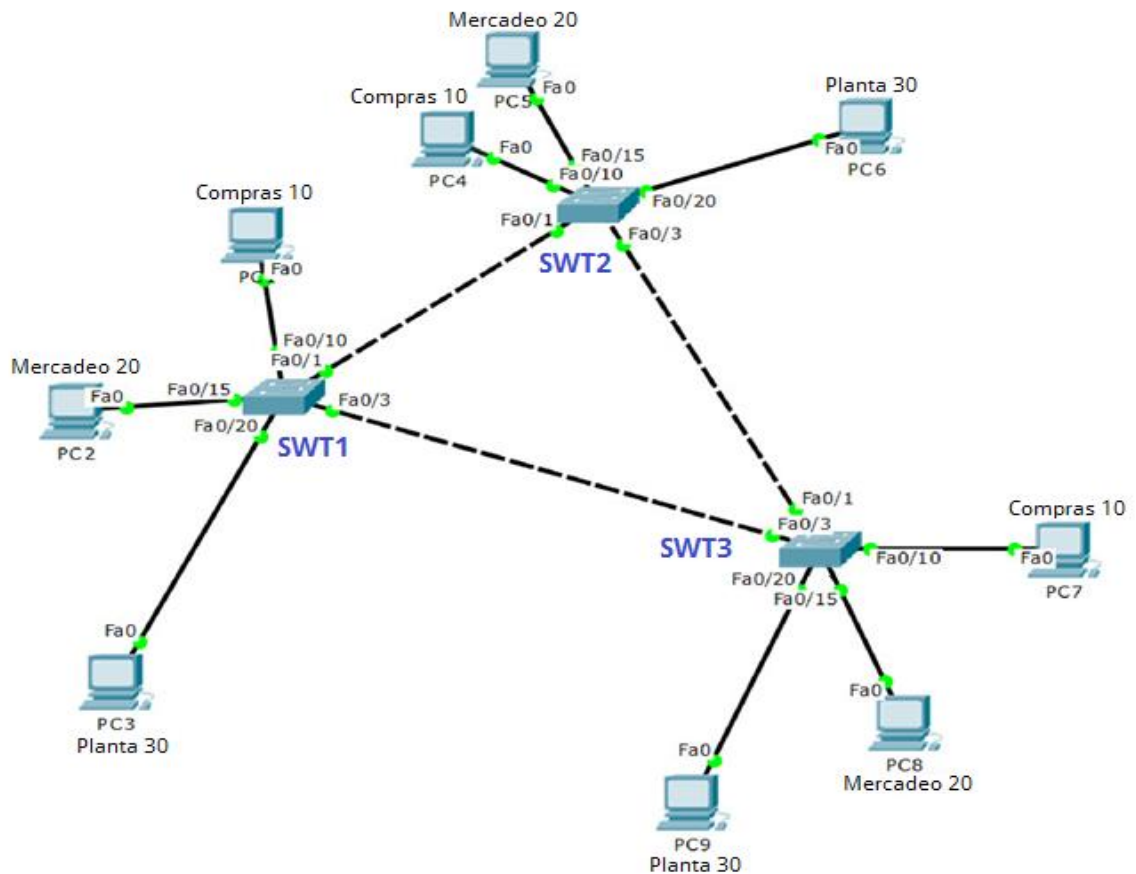 Mercadeo 20
Fa0
PC5
Compras 10
Fa0
PC4
Fa0/15
Fa0/10
Planta 30
Fa0
PC6
Fa0/20
Fa0/1
Fa0/3
SWT2
Compras 10
Fa0
Fa0/10
Fa0/1
Mercadeo 20
Fa0
PC2
Fa0/15
Fa0/20
Fa0/3
SWT1
Fa0/1
Fa0/3
SWT3
Fa0/20
Fa0/15
Fa0/10
Compras 10
Fa0
PC7
Fa0
PC3
Planta 30
Fa0
PC8
Mercadeo 20
Fa0
PC9
Planta 30